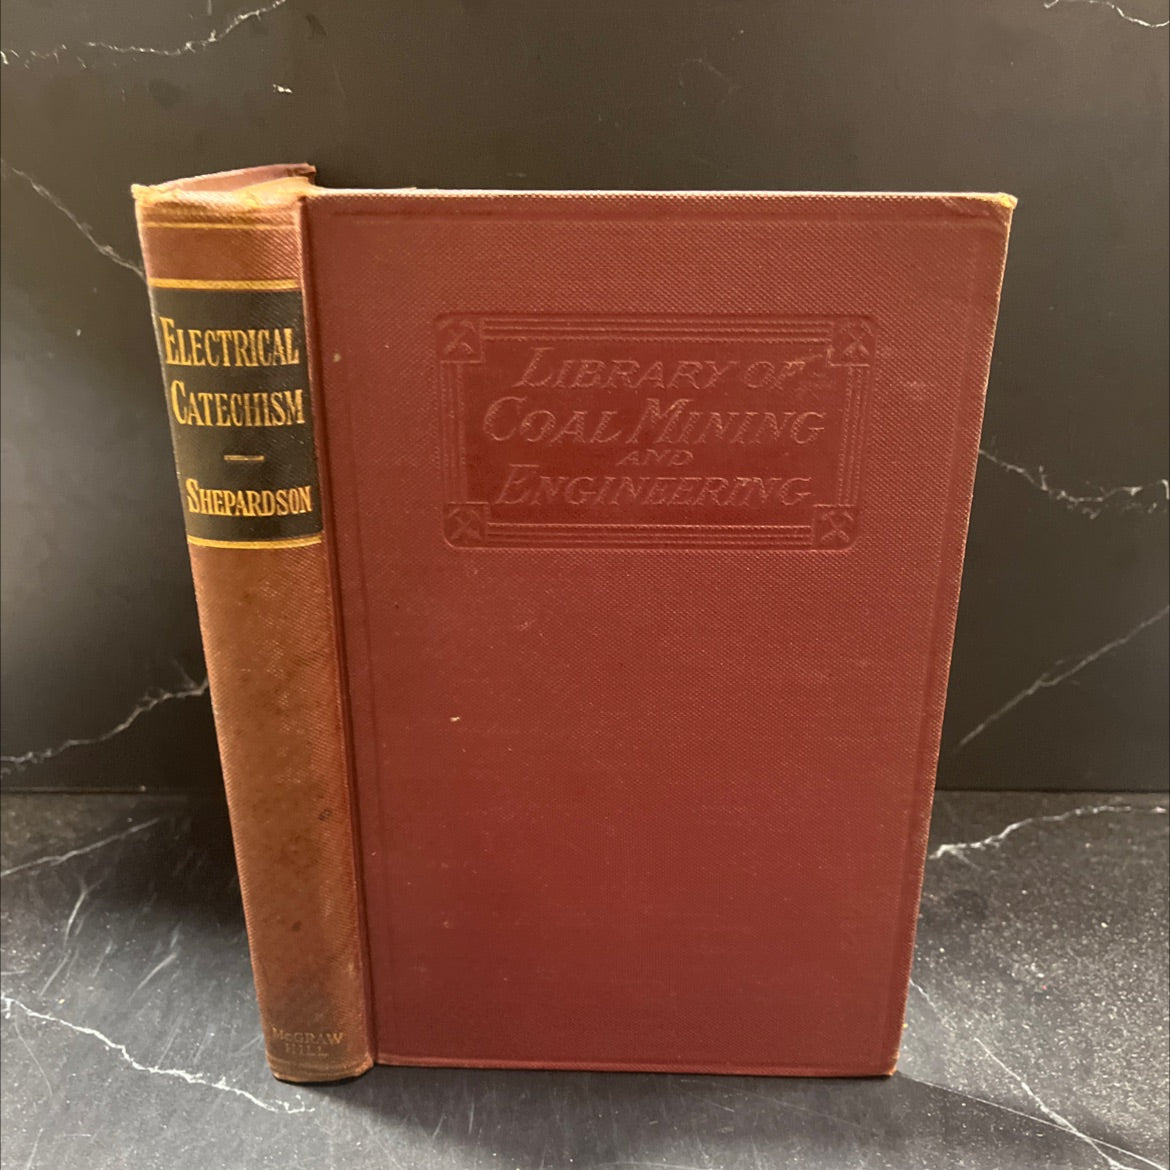 ELECTRICAL
CATECHISM
SHEPARDSON
MCGRAW
HILL
LIBRARY OF
COAL MINING
AND
ENGINEERING